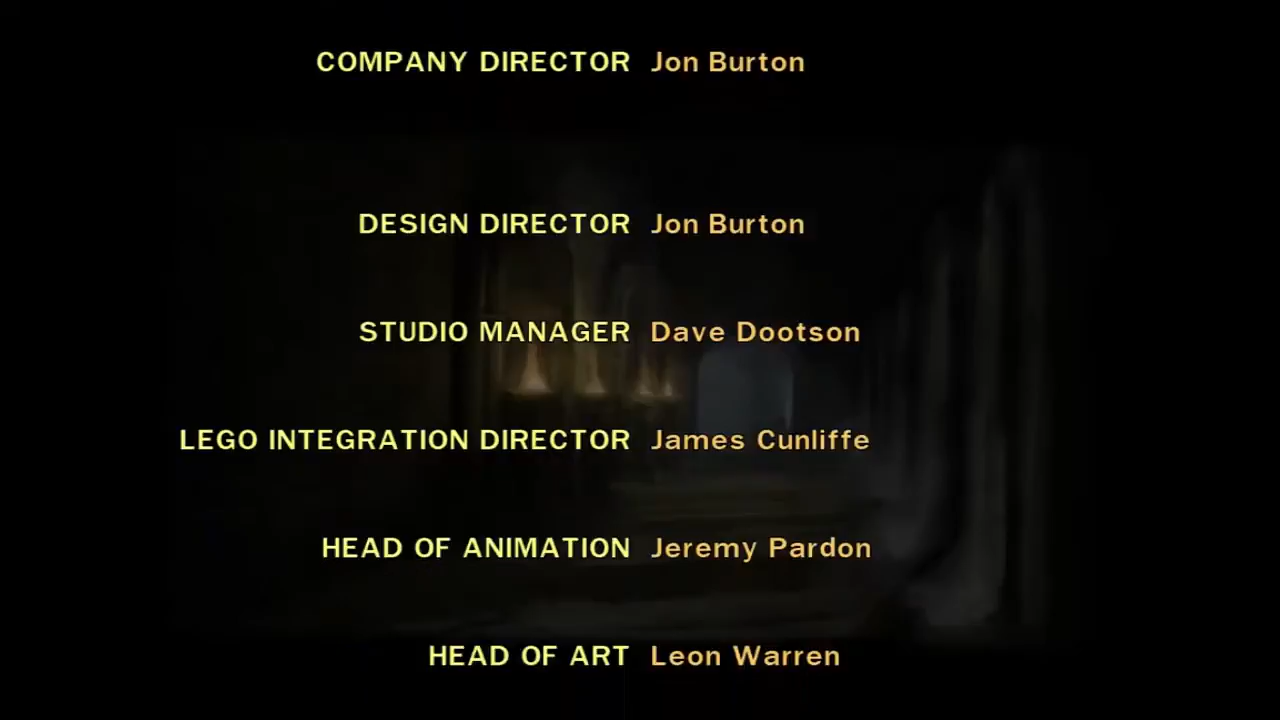 COMPANY DIRECTOR Jon Burton
DESIGN DIRECTOR Jon Burton
STUDIO MANAGER Dave Dootson
LEGO INTEGRATION DIRECTOR James Cunliffe
HEAD OF ANIMATION Jeremy Pardon
HEAD OF ART Leon Warren